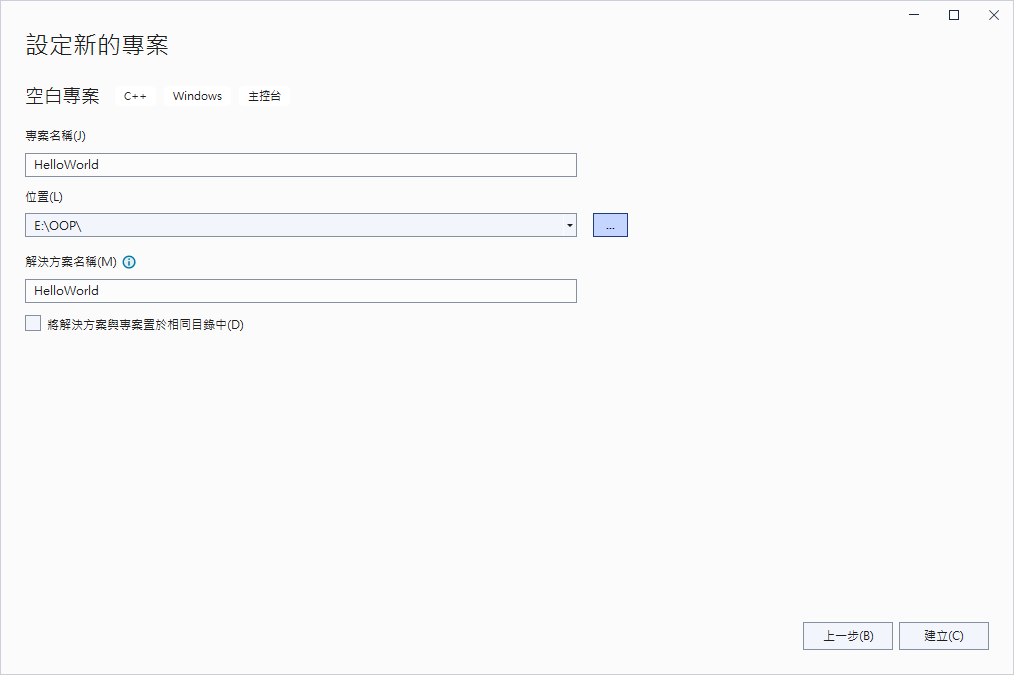 設定新的專案
空白專案 C++ Windows 主控台
專案名稱(J)
HelloWorld
位置(L)
E:\OOP\
...
解決方案名稱(M)
HelloWorld
將解決方案與專案置於相同目錄中(D)
上一步(B) 建立(C)